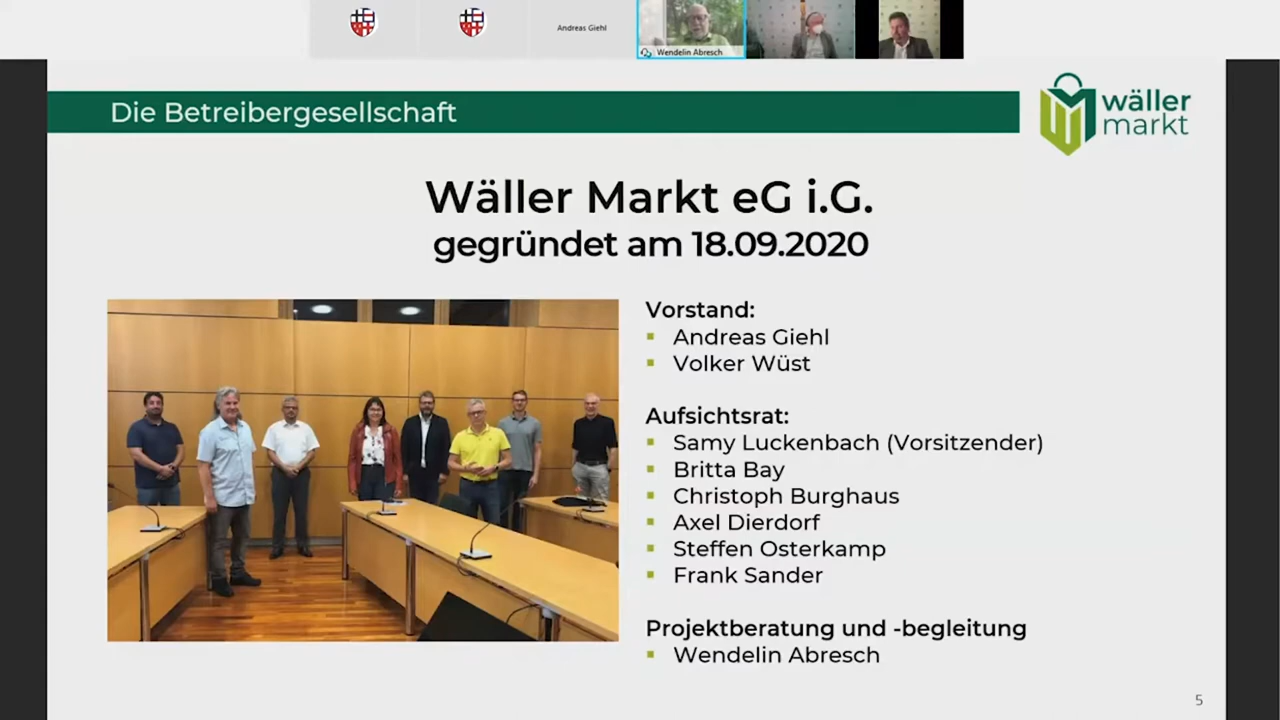 Andreas Giehl
Wendelin Abresch
Die Betreibergesellschaft
wäller
markt
Wäller Markt eG i.G.
gegründet am 18.09.2020
Vorstand:
Andreas Giehl
Volker Wüst
Aufsichtsrat:
Samy Luckenbach (Vorsitzender)
Britta Bay
Christoph Burghaus
Axel Dierdorf
Steffen Osterkamp
Frank Sander
Projektberatung und -begleitung
Wendelin Abresch
5